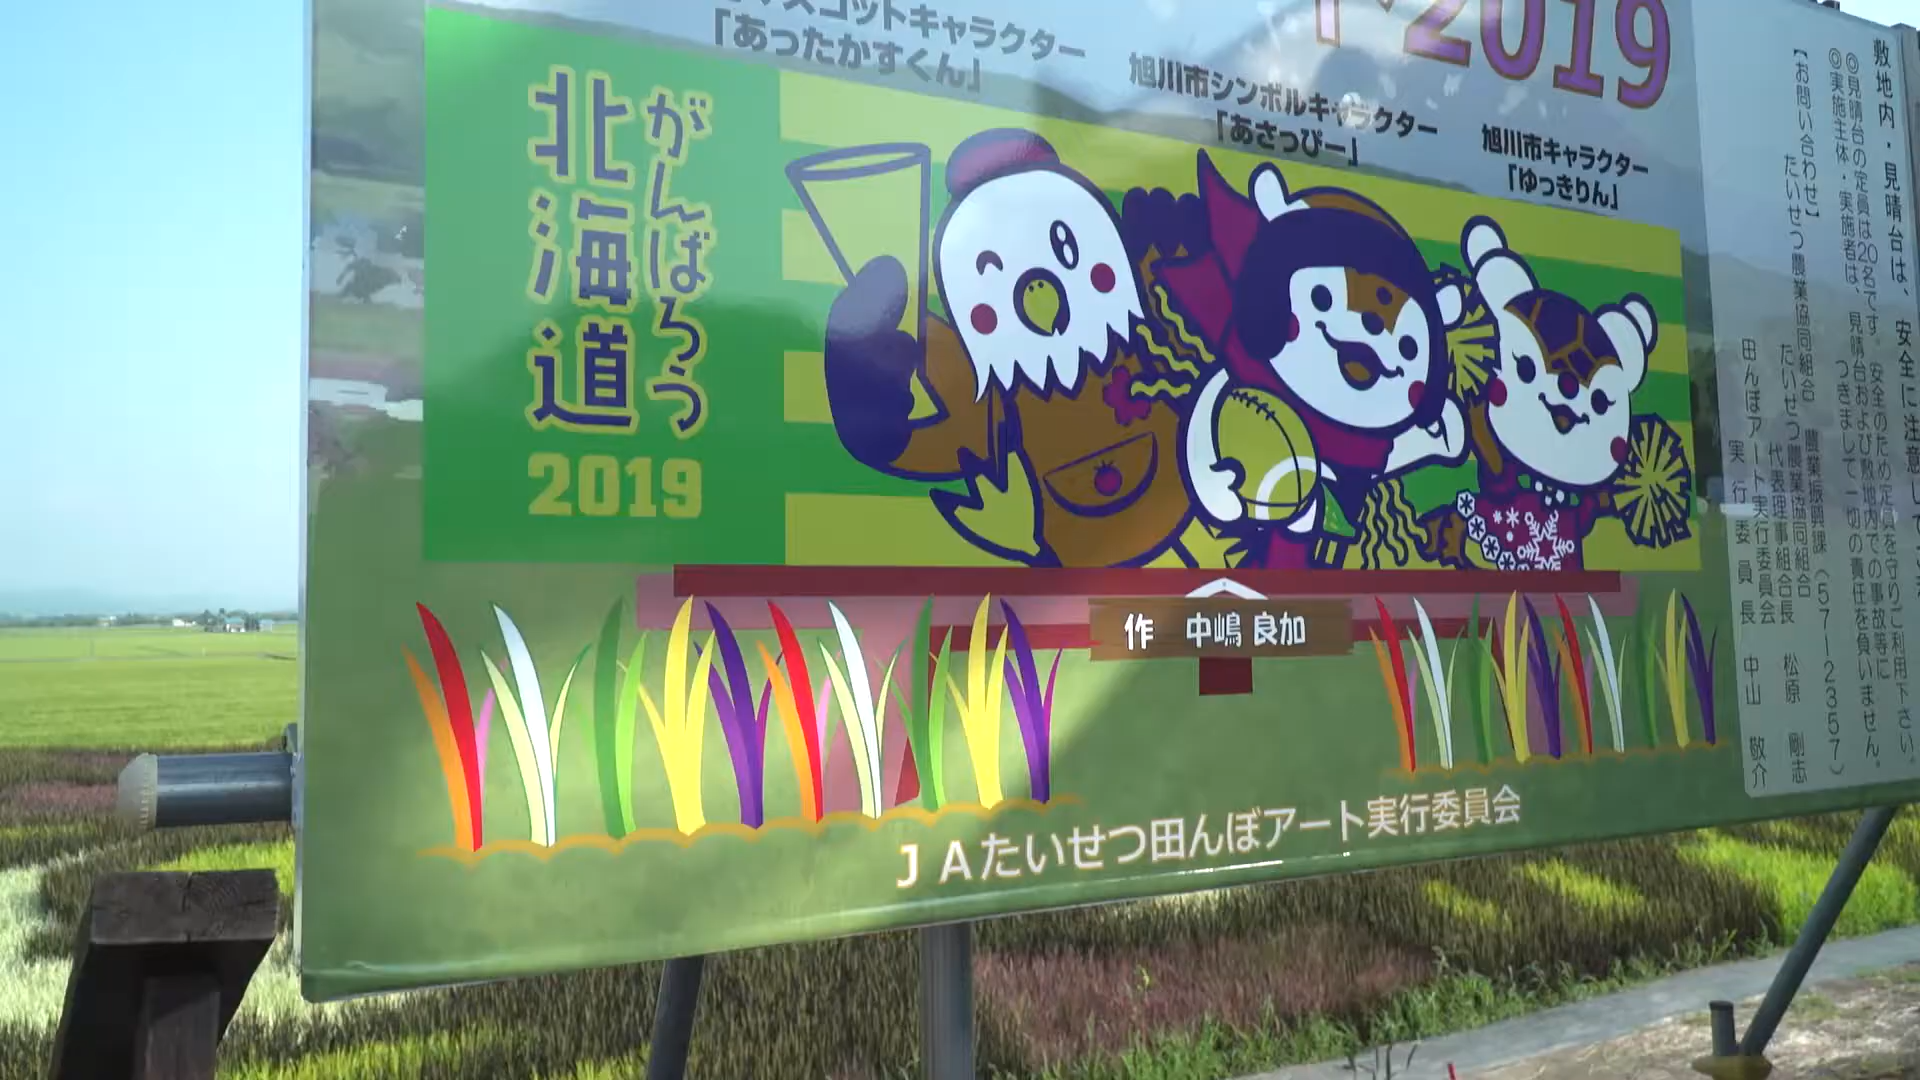 マスコットキャラクター
「あったかすくん」
ト2019
旭川市シンボルキャラクター
「あさっぴー」
旭川市キャラクター
「ゆっきりん」
がんばろう
北海道
2019
作 中嶋 良加
JAたいせつ田んぼアート実行委員会
敷地内・見晴台は、安全に注意して
◎見晴台の定員は20名です。安全のため定員を守りご利用下さい。
◎実施主体・実施者は、見晴台および敷地内での事故等に
つきまして一切の責任を負いません。
【お問い合わせ】
たいせつ農業協同組合 農業振興課(57-2357)
たいせつ農業協同組合
代表理事組合長 松原 剛志
田んぼアート実行委員会
実行委員長 中山 敬介